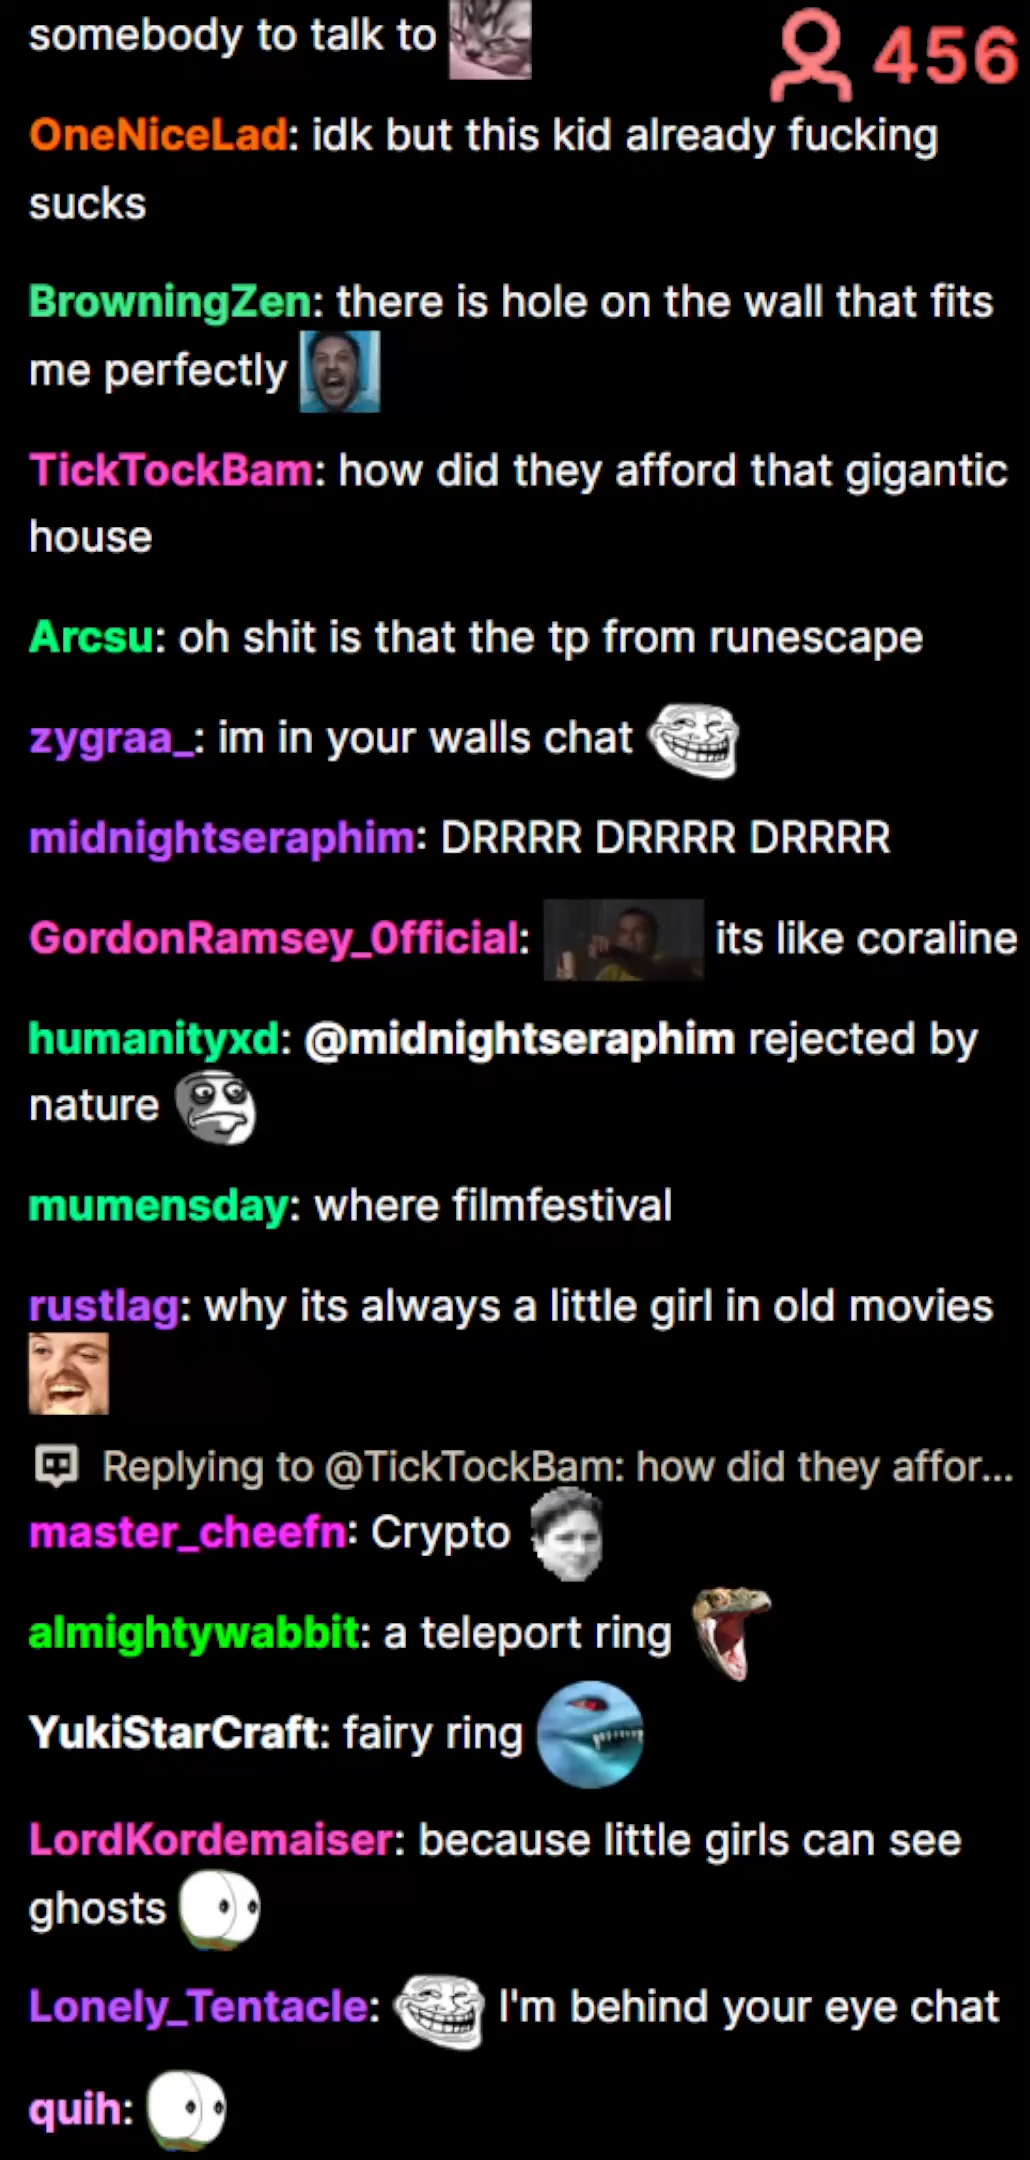 somebody to talk to
456
OneNiceLad: idk but this kid already fucking
sucks
BrowningZen: there is hole on the wall that fits
me perfectly
TickTockBam: how did they afford that gigantic
house
Arcsu: oh shit is that the tp from runescape
zygraa_: im in your walls chat
midnightseraphim: DRRRR DRRRR DRRRR
GordonRamsey_0fficial: its like coraline
humanityxd: @midnightseraphim rejected by
nature
mumensday: where filmfestival
rustlag: why its always a little girl in old movies
Replying to @TickTockBam: how did they affor...
master_cheefn: Crypto
almightywabbit: a teleport ring
YukiStarCraft: fairy ring
LordKordemaiser: because little girls can see
ghosts
Lonely_Tentacle: I'm behind your eye chat
quih: